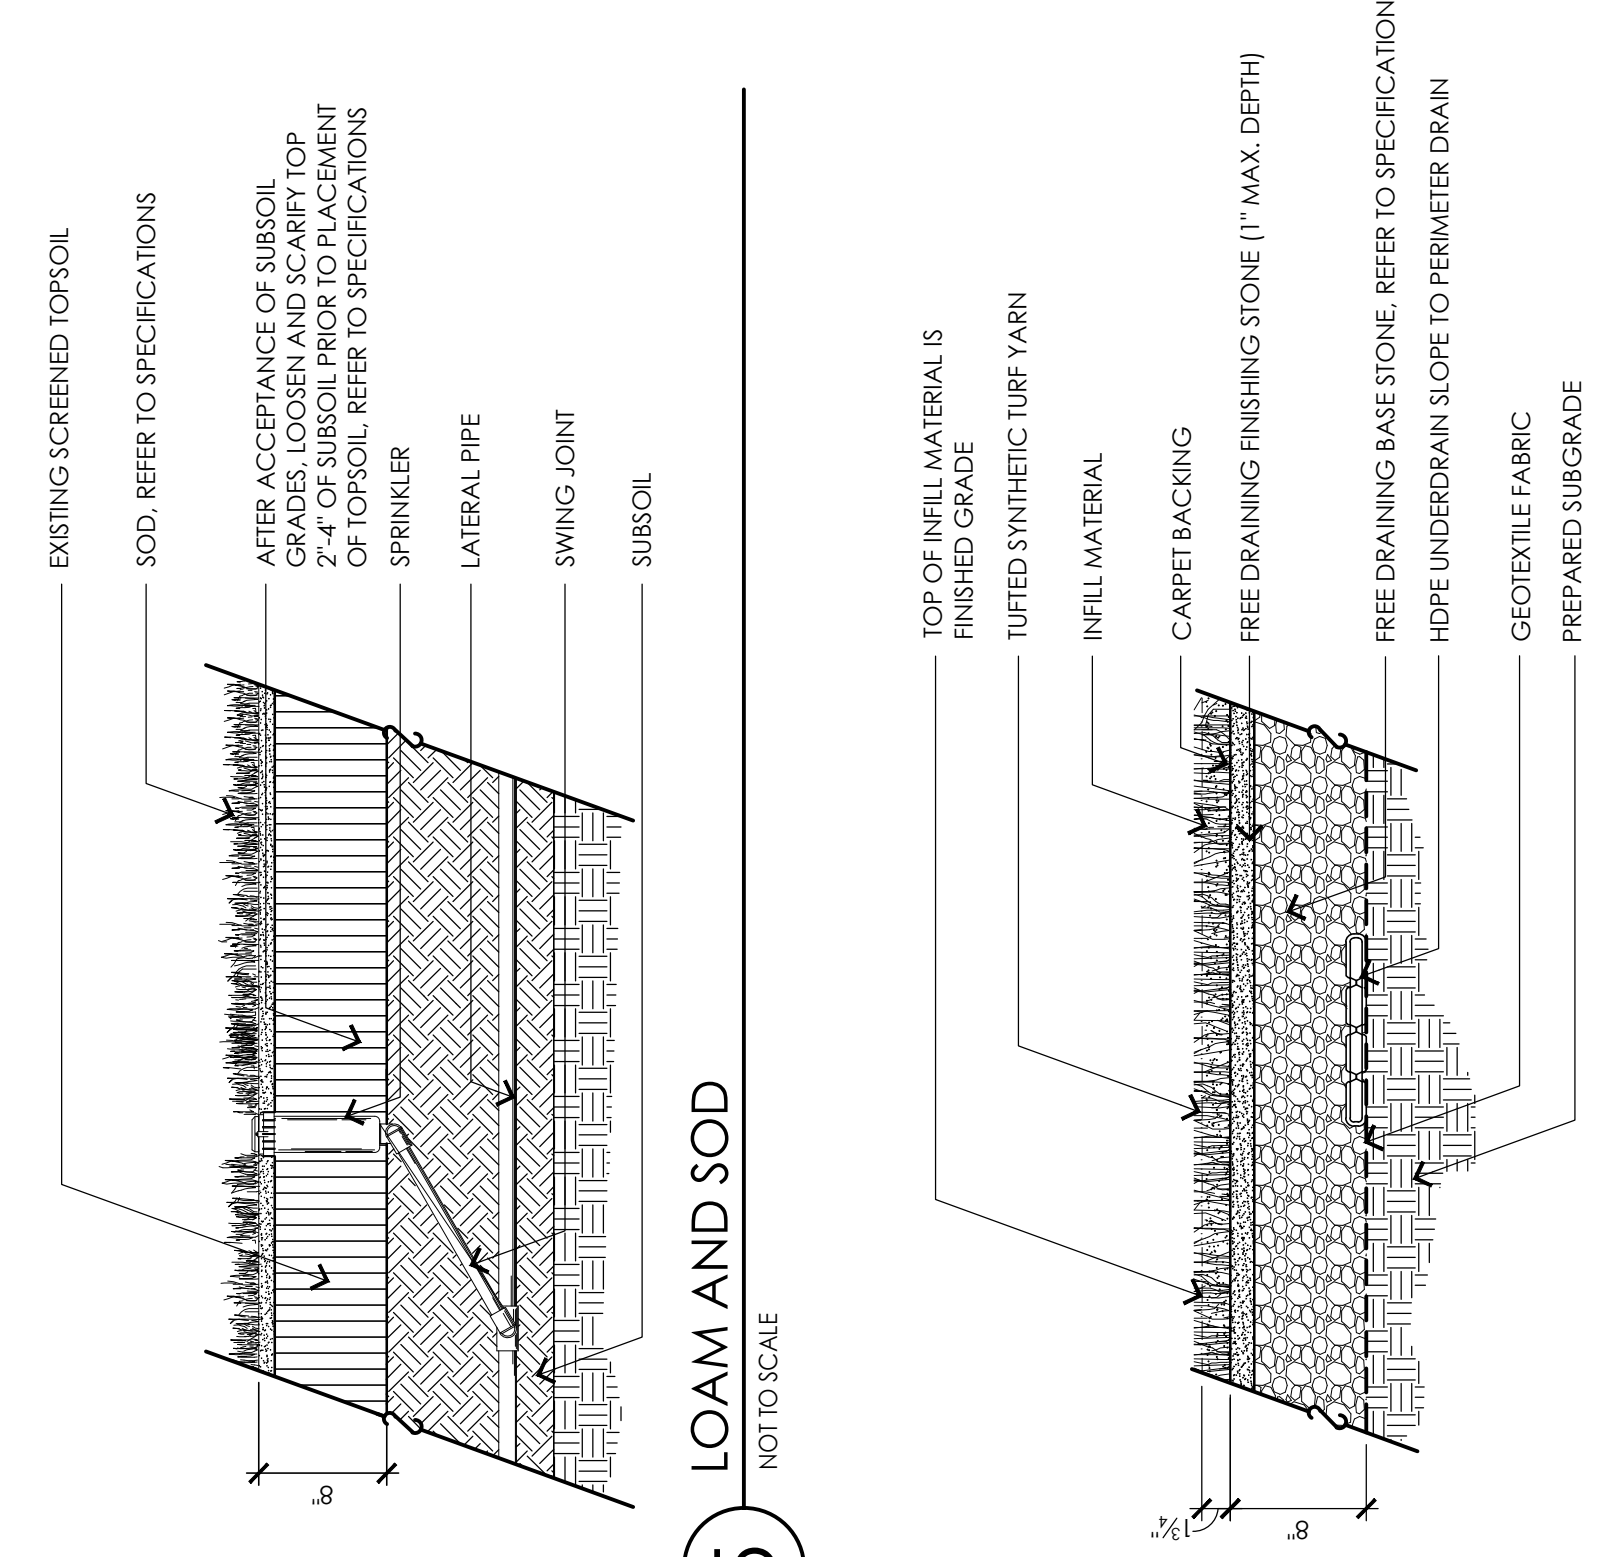 EXISTING SCREENED TOPSOIL
SOD, REFER TO SPECIFICATIONS
AFTER ACCEPTANCE OF SUBSOIL
GRADES, LOOSEN AND SCARIFY TOP
2"-4" OF SUBSOIL PRIOR TO PLACEMENT
OF TOPSOIL, REFER TO SPECIFICATIONS
SPRINKLER
LATERAL PIPE
SWING JOINT
SUBSOIL
8"
LOAM AND SOD
NOT TO SCALE
TOP OF INFILL MATERIAL IS
FINISHED GRADE
TUFTED SYNTHETIC TURF YARN
INFILL MATERIAL
CARPET BACKING
FREE DRAINING FINISHING STONE (1" MAX. DEPTH)
FREE DRAINING BASE STONE, REFER TO SPECIFICATION
HDPE UNDERDRAIN SLOPE TO PERIMETER DRAIN
GEOTEXTILE FABRIC
PREPARED SUBGRADE
1 3/4"
8"